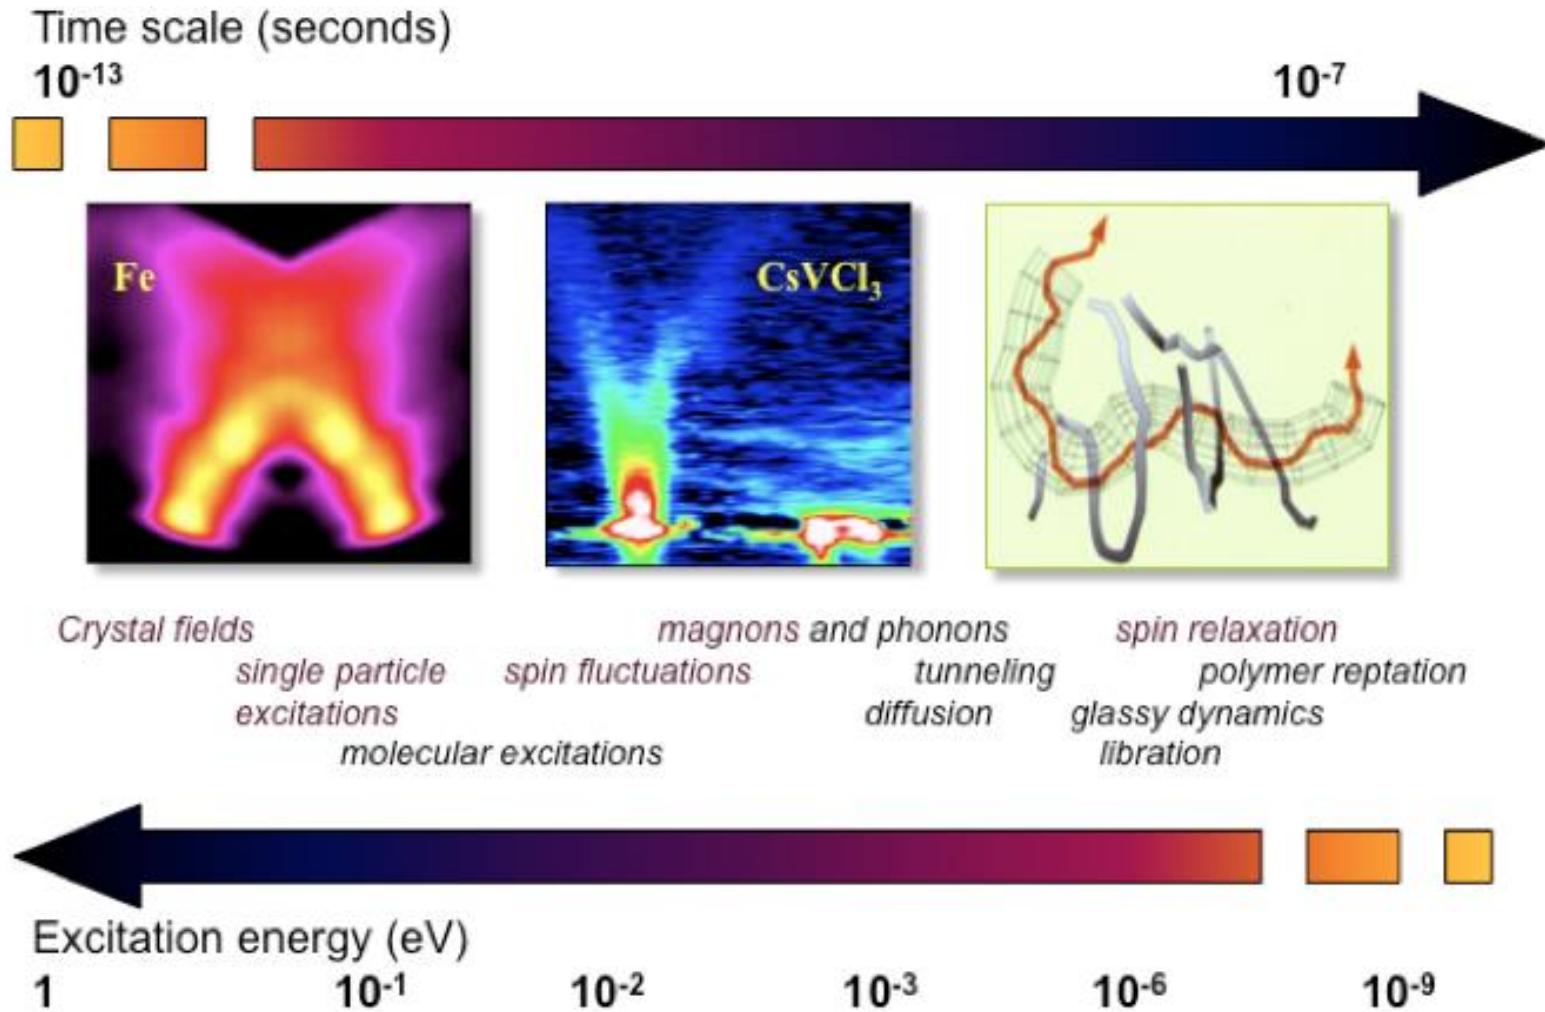 Time scale (seconds)
10⁻¹³ 10⁻⁷
Fe
CsVCl₃
Crystal fields magnons and phonons spin relaxation
single particle spin fluctuations tunneling polymer reptation
excitations diffusion glassy dynamics
molecular excitations libration
Excitation energy (eV)
1 10⁻¹ 10⁻² 10⁻³ 10⁻⁶ 10⁻⁹